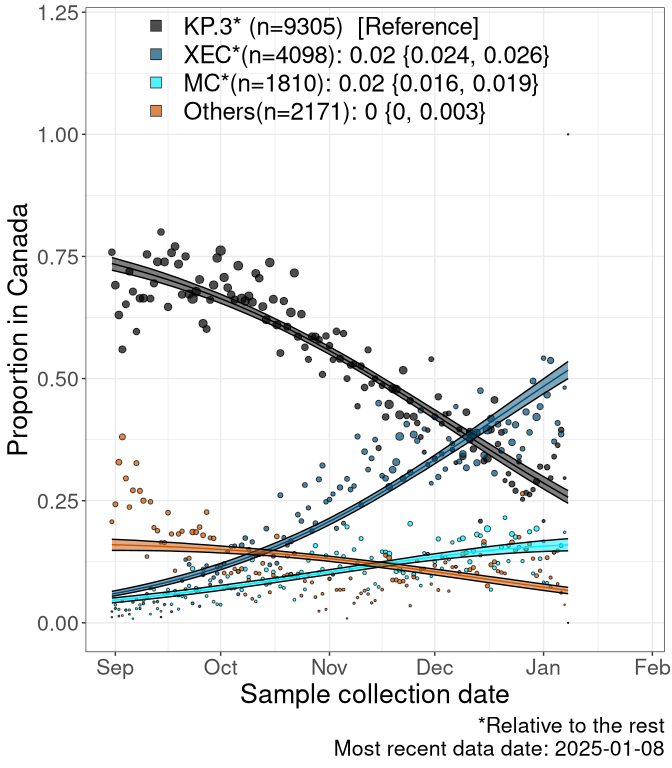 KP.3* (n=9305) [Reference]
XEC*(n=4098): 0.02 {0.024, 0.026}
MC*(n=1810): 0.02 {0.016, 0.019}
Others(n=2171): 0 {0, 0.003}
Proportion in Canada
1.25
1.00
0.75
0.50
0.25
0.00
Sep Oct Nov Dec Jan Feb
Sample collection date
*Relative to the rest
Most recent data date: 2025-01-08